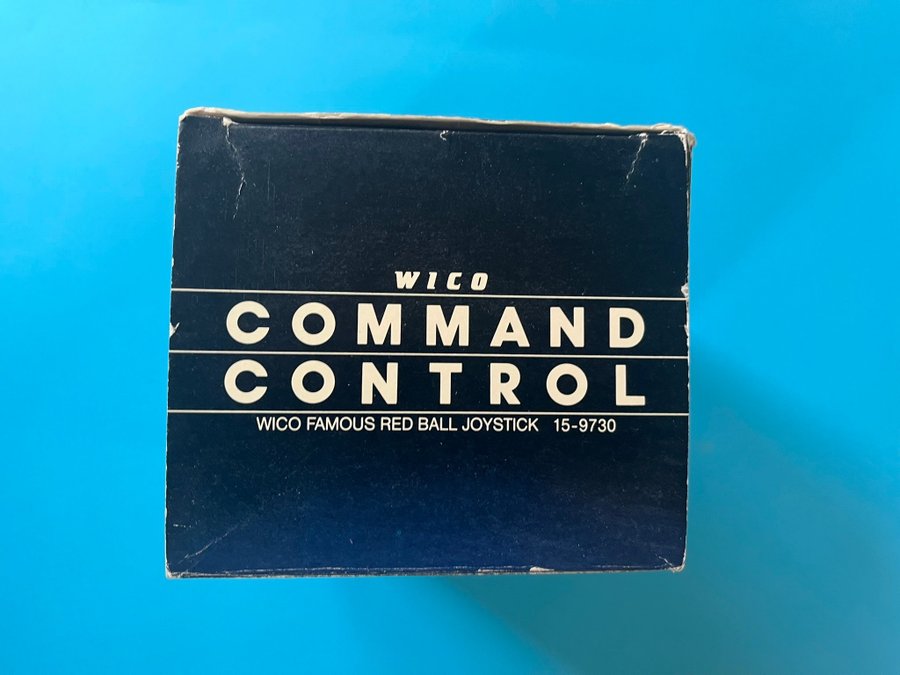 WICO
COMMAND
CONTROL
WICO FAMOUS RED BALL JOYSTICK 15-9730